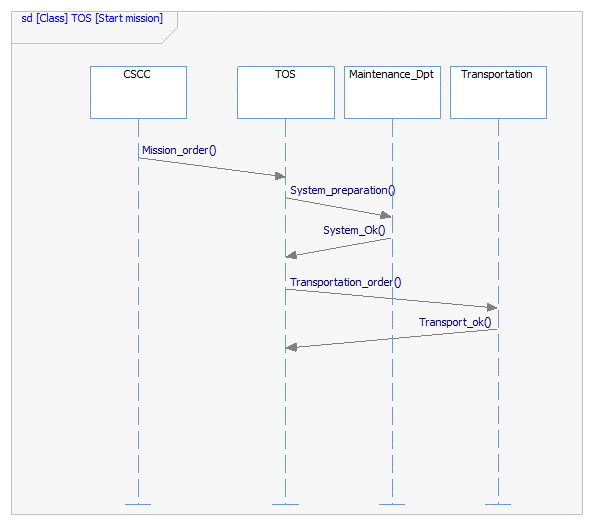 sd [Class] TOS [Start mission]
CSCC
TOS
Maintenance_Dpt
Transportation
Mission_order()
System_preparation()
System_Ok()
Transportation_order()
Transport_ok()